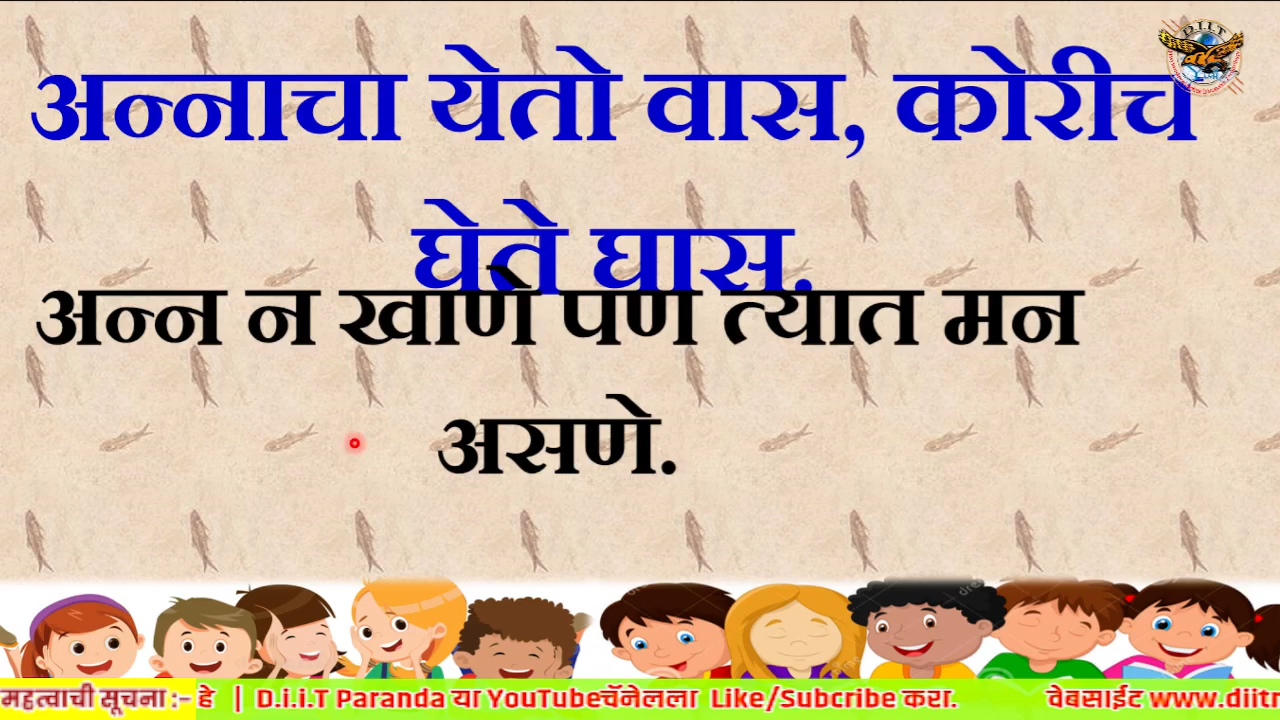 अन्नाचा येतो वास, कोरीच
घेते घास.
अन्न न खाणे पण त्यात मन
असणे.
D.I.I.T
महत्वाची सूचना :- हे | D.i.i.T Paranda या YouTubeचॅनेलला Like/Subcribe करा. वेबसाईट www.diitr